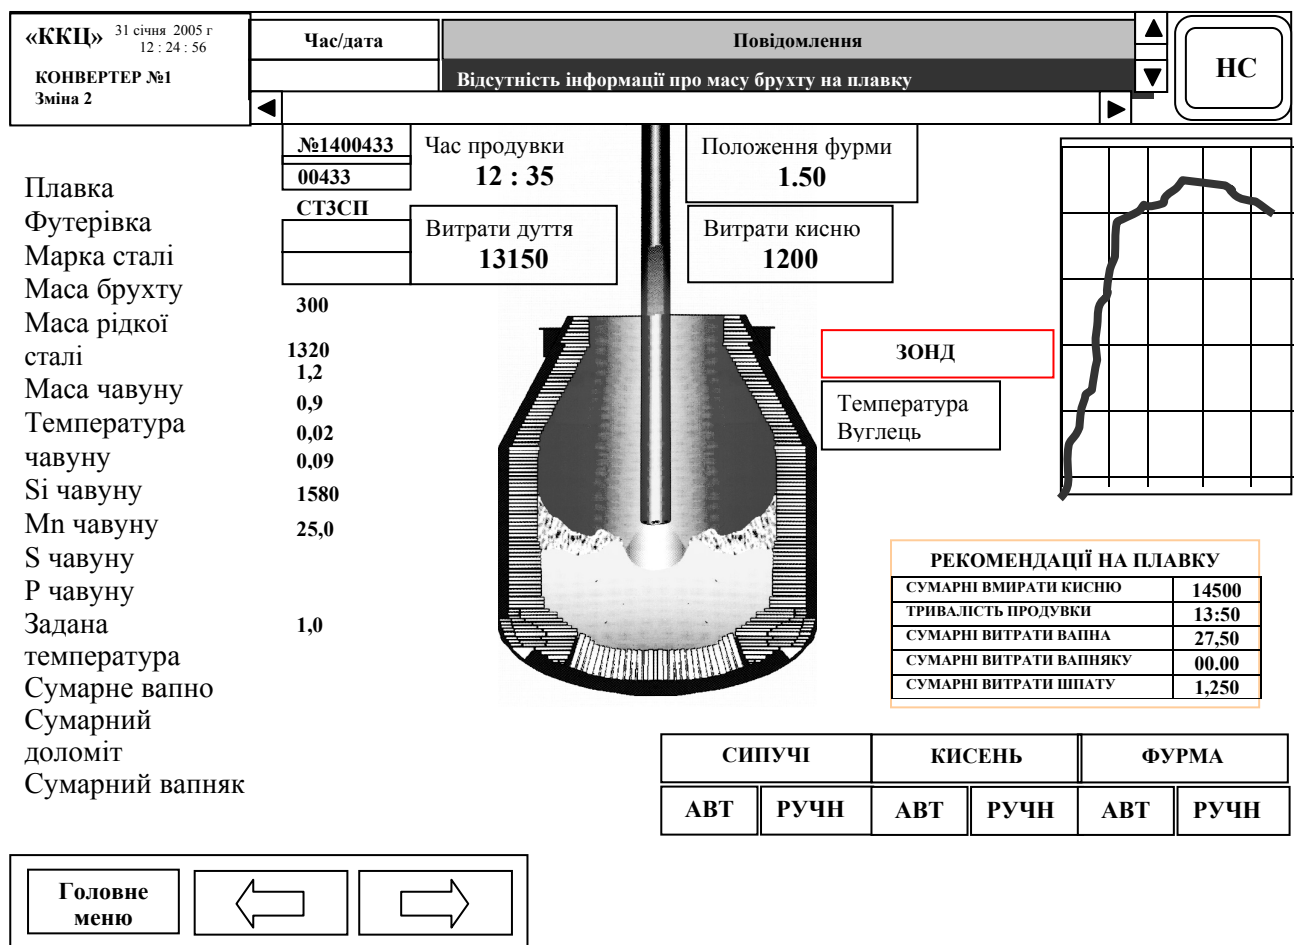 «ККЦ» 31 січня 2005 г
12 : 24 : 56
КОНВЕРТЕР №1
Зміна 2
Час/дата
Повідомлення
Відсутність інформації про масу брухту на плавку
НС
№1400433
00433
СТ3СП
Час продувки
12 : 35
Положення фурми
1.50
Витрати дуття
13150
Витрати кисню
1200
Плавка
Футерівка
Марка сталі
Маса брухту
Маса рідкої
сталі
Маса чавуну
Температура
чавуну
Si чавуну
Mn чавуну
S чавуну
P чавуну
Задана
температура
Сумарне вапно
Сумарний
доломіт
Сумарний вапняк
300
1320
1,2
0,9
0,02
0,09
1580
25,0
1,0
ЗОНД
Температура
Вуглець
РЕКОМЕНДАЦІЇ НА ПЛАВКУ
СУМАРНІ ВМИРАТИ КИСНЮ 14500
ТРИВАЛІСТЬ ПРОДУВКИ 13:50
СУМАРНІ ВИТРАТИ ВАПНА 27,50
СУМАРНІ ВИТРАТИ ВАПНЯКУ 00.00
СУМАРНІ ВИТРАТИ ШПАТУ 1,250
СИПУЧІ КИСЕНЬ ФУРМА
АВТ РУЧН АВТ РУЧН АВТ РУЧН
Головне
меню